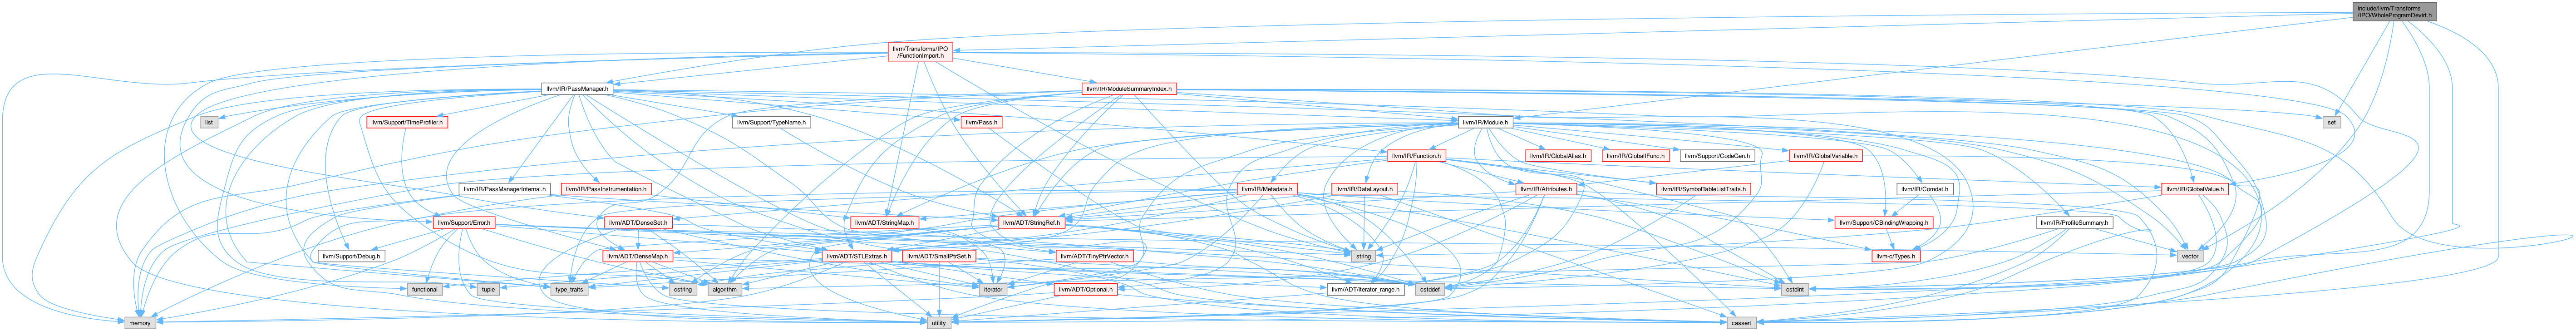 include/llvm/Transforms
/IPO/WholeProgramDevirt.h
llvm/Transforms/IPO
/FunctionImport.h
llvm/IR/PassManager.h
llvm/IR/ModuleSummaryIndex.h
list
llvm/Support/TimeProfiler.h
llvm/Support/TypeName.h
llvm/Pass.h
llvm/IR/Module.h
set
llvm/IR/Function.h
llvm/IR/GlobalAlias.h
llvm/IR/GlobalIFunc.h
llvm/Support/CodeGen.h
llvm/IR/GlobalVariable.h
llvm/IR/PassManagerInternal.h
llvm/IR/PassInstrumentation.h
llvm/IR/Metadata.h
llvm/IR/DataLayout.h
llvm/IR/Attributes.h
llvm/IR/SymbolTableListTraits.h
llvm/IR/Comdat.h
llvm/IR/GlobalValue.h
llvm/Support/Error.h
llvm/ADT/DenseSet.h
llvm/ADT/StringMap.h
llvm/ADT/StringRef.h
llvm/Support/CBindingWrapping.h
llvm/IR/ProfileSummary.h
llvm/Support/Debug.h
llvm/ADT/DenseMap.h
llvm/ADT/STLExtras.h
llvm/ADT/SmallPtrSet.h
llvm/ADT/TinyPtrVector.h
string
llvm-c/Types.h
vector
functional
tuple
type_traits
cstring
algorithm
iterator
llvm/ADT/Optional.h
llvm/ADT/iterator_range.h
cstddef
cstdint
memory
utility
cassert